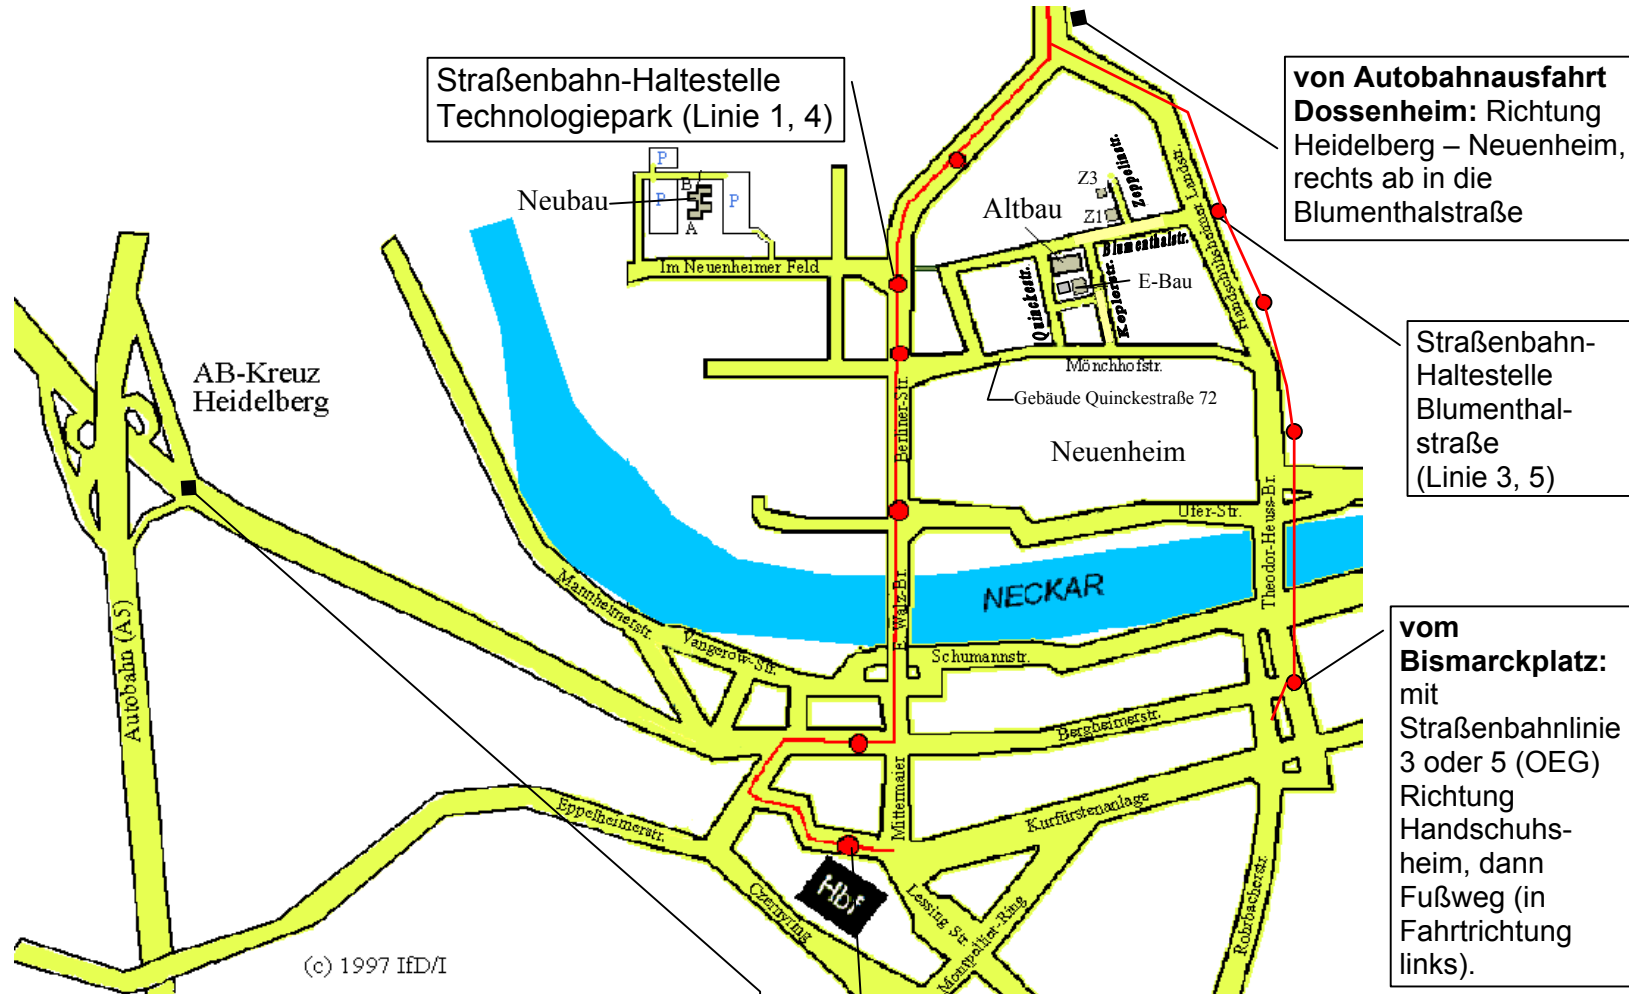 Straßenbahn-Haltestelle
Technologiepark (Linie 1, 4)
von Autobahnausfahrt
Dossenheim: Richtung
Heidelberg – Neuenheim,
rechts ab in die
Blumenthalstraße
P
B
P
P
A
Neubau
Altbau
Z3
Z1
Zeppelinstr.
Handschuhsheimer Landstr.
Blumenthalstr.
E-Bau
Quinckestr.
Keplerstr.
Im Neuenheimer Feld
Mönchhofstr.
Gebäude Quinckestraße 72
Straßenbahn-
Haltestelle
Blumenthal-
straße
(Linie 3, 5)
AB-Kreuz
Heidelberg
Berliner-Str.
Neuenheim
Ufer-Str.
Theodor-Heuss-Br.
NECKAR
E. Walz-Br.
Mannheimerstr.
Vangerow-Str.
Schumannstr.
Autobahn (A5)
Bergheimerstr.
Mittermaier
Eppelheimerstr.
Kurfürstenanlage
Hbf
Czernyring
Lessing Str.
Montpellier-Ring
Rohrbacherstr.
vom
Bismarckplatz:
mit
Straßenbahnlinie
3 oder 5 (OEG)
Richtung
Handschuhs-
heim, dann
Fußweg (in
Fahrtrichtung
links).
(c) 1997 IfD/I